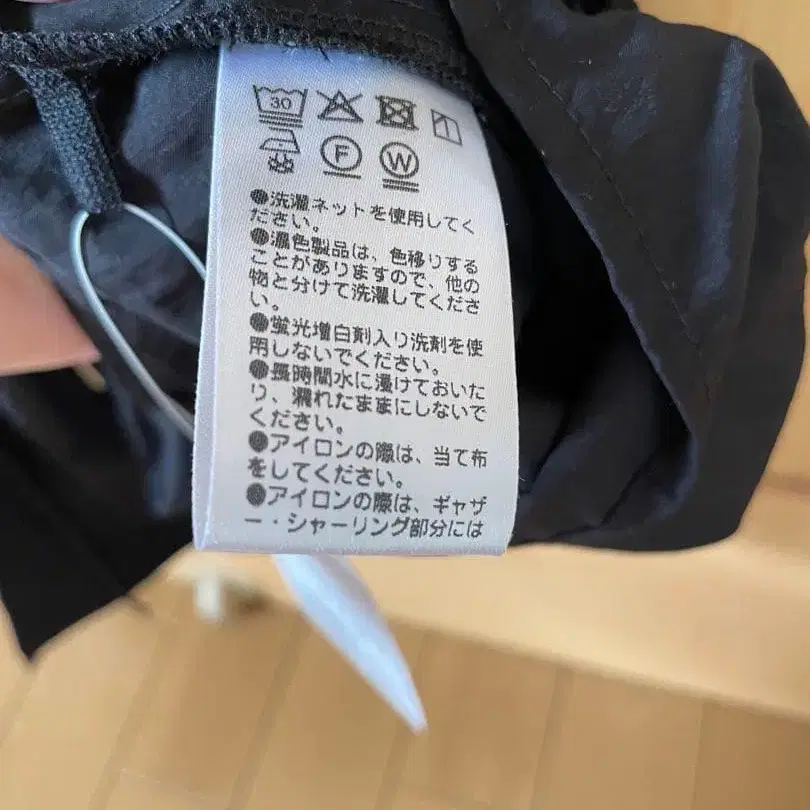 30
F W
●洗濯ネットを使用してく
ださい。
●濃色製品は、色移りする
ことがありますので、他の
物と分けて洗濯してくださ
い。
●蛍光増白剤入り洗剤を使
用しないでください。
●長時間水に浸けておいた
り、濡れたままにしないで
ください。
●アイロンの際は、当て布
をしてください。
●アイロンの際は、ギャザ
ー・シャーリング部分には